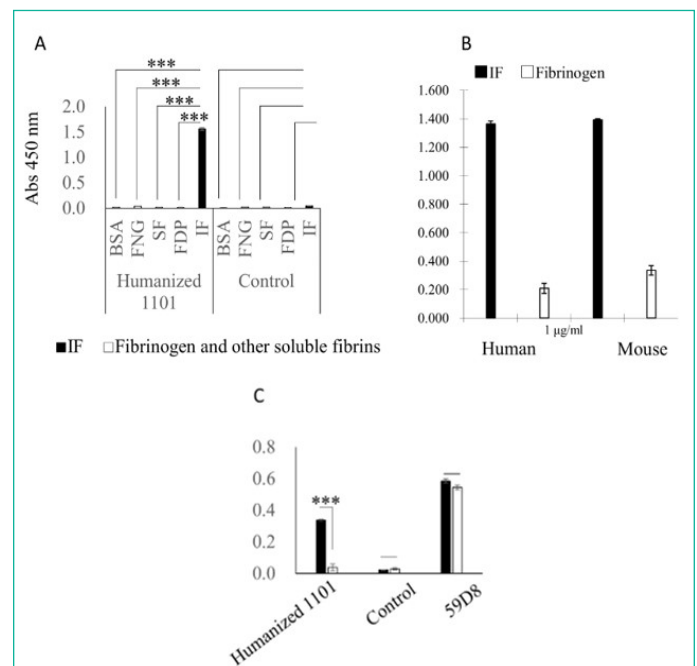 A
***
***
***
***
Abs 450 nm
2.0
1.5
1.0
0.5
0.0
BSA
FNG
SF
FDP
IF
BSA
FNG
SF
FDP
IF
Humanized
1101
Control
■IF □Fibrinogen and other soluble fibrins
B
■IF □Fibrinogen
1.600
1.400
1.200
1.000
0.800
0.600
0.400
0.200
0.000
1 µg/ml
Human Mouse
C
0.8
0.6
0.4
0.2
0.0
***
Humanized 1101
Control
59D8